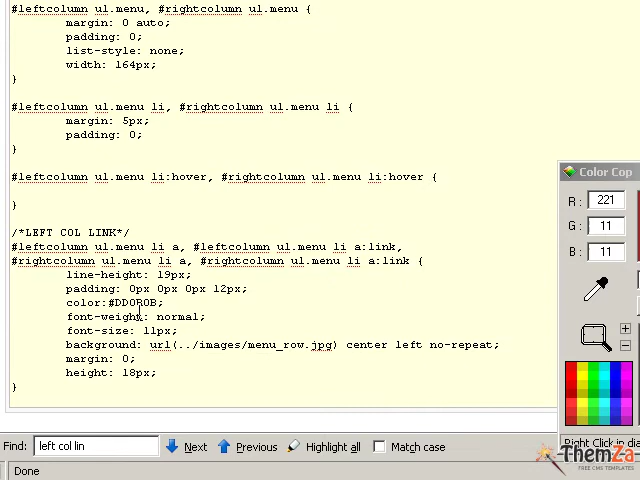 #leftcolumn ul.menu, #rightcolumn ul.menu {
margin: 0 auto;
padding: 0;
list-style: none;
width: 164px;
}
#leftcolumn ul.menu li, #rightcolumn ul.menu li {
margin: 5px;
padding: 0;
}
#leftcolumn ul.menu li:hover, #rightcolumn ul.menu li:hover {
}
/*LEFT COL LINK*/
#leftcolumn ul.menu li a, #leftcolumn ul.menu li a:link,
#rightcolumn ul.menu li a, #rightcolumn ul.menu li a:link {
line-height: 19px;
padding: 0px 0px 0px 12px;
color:#DD0R0B;
font-weight: normal;
font-size: 11px;
background: url(../images/menu_row.jpg) center left no-repeat;
margin: 0;
height: 18px;
}
Color Cop
R: 221
G: 11
B: 11
Right Click in dia
Find: left col lin Next Previous Highlight all Match case
Done
ThemZa
FREE CMS TEMPLATES